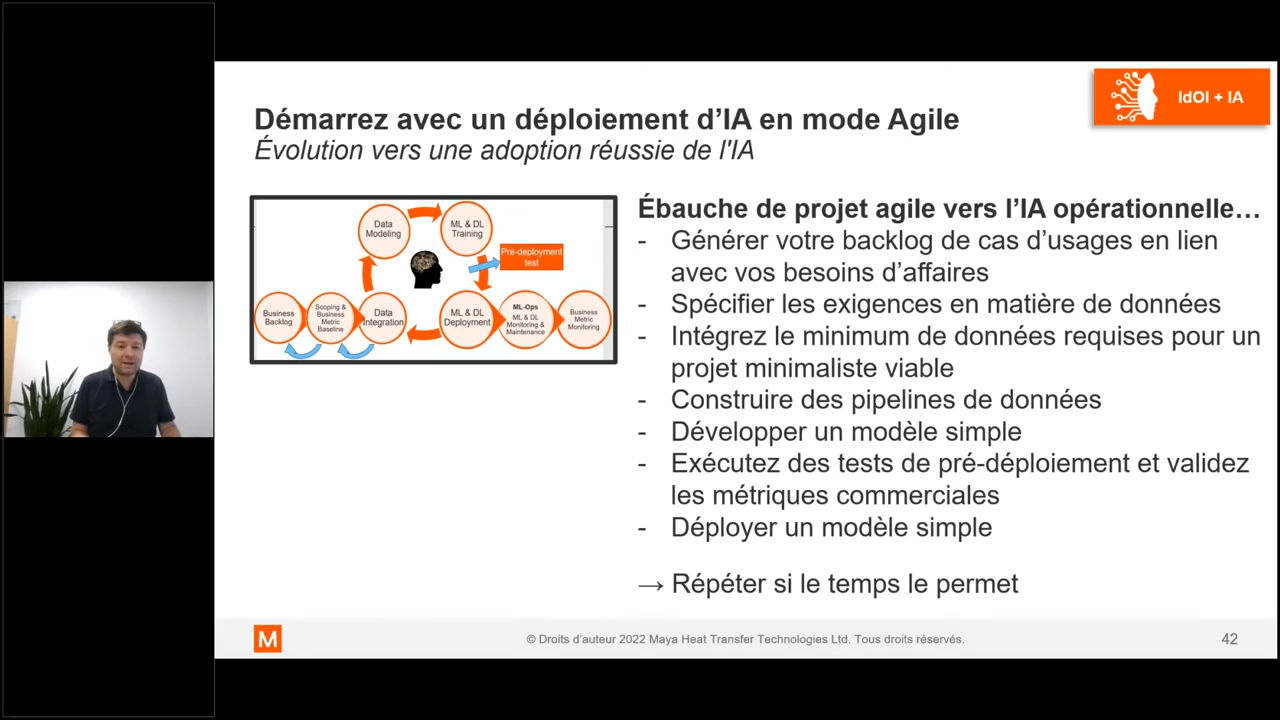 IdOI + IA
Démarrez avec un déploiement d’IA en mode Agile
Évolution vers une adoption réussie de l'IA
Data
Modeling
ML & DL
Training
Pre-deployment
test
Business
Backlog
Scoping &
Business
Metric
Baseline
Data
Integration
ML & DL
Deployment
ML-Ops
ML & DL
Monitoring &
Maintenance
Business
Metric
Monitoring
Ébauche de projet agile vers l’IA opérationnelle…
- Générer votre backlog de cas d’usages en lien
avec vos besoins d’affaires
- Spécifier les exigences en matière de données
- Intégrez le minimum de données requises pour un
projet minimaliste viable
- Construire des pipelines de données
- Développer un modèle simple
- Exécutez des tests de pré-déploiement et validez
les métriques commerciales
- Déployer un modèle simple
→ Répéter si le temps le permet
M
© Droits d’auteur 2022 Maya Heat Transfer Technologies Ltd. Tous droits réservés.
42